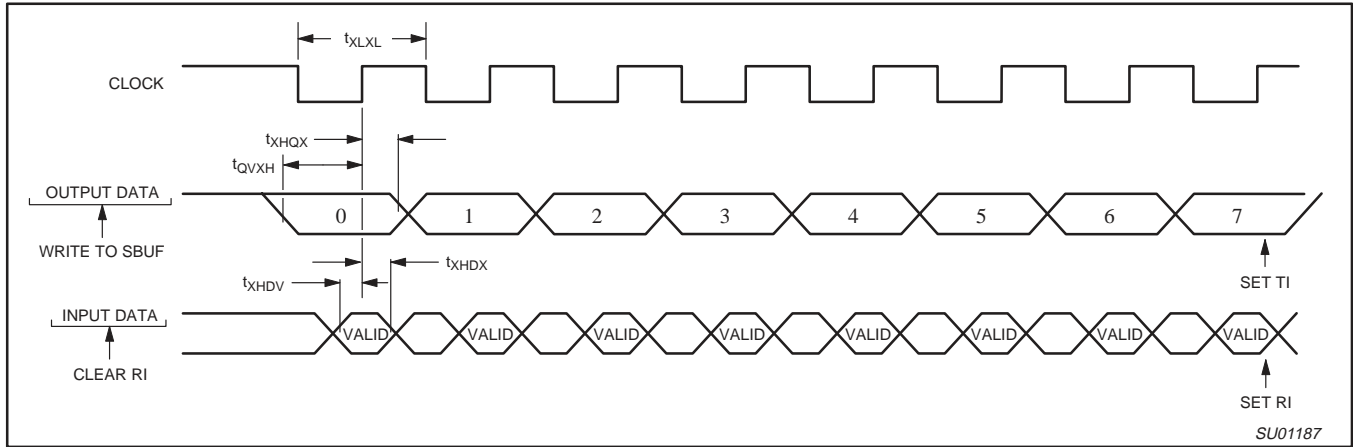 tXLXL
CLOCK
tXHQX
tQVXH
OUTPUT DATA
0 1 2 3 4 5 6 7
WRITE TO SBUF
tXHDX
tXHDV
SET TI
INPUT DATA
VALID VALID VALID VALID VALID VALID VALID VALID
CLEAR RI
SET RI
SU01187